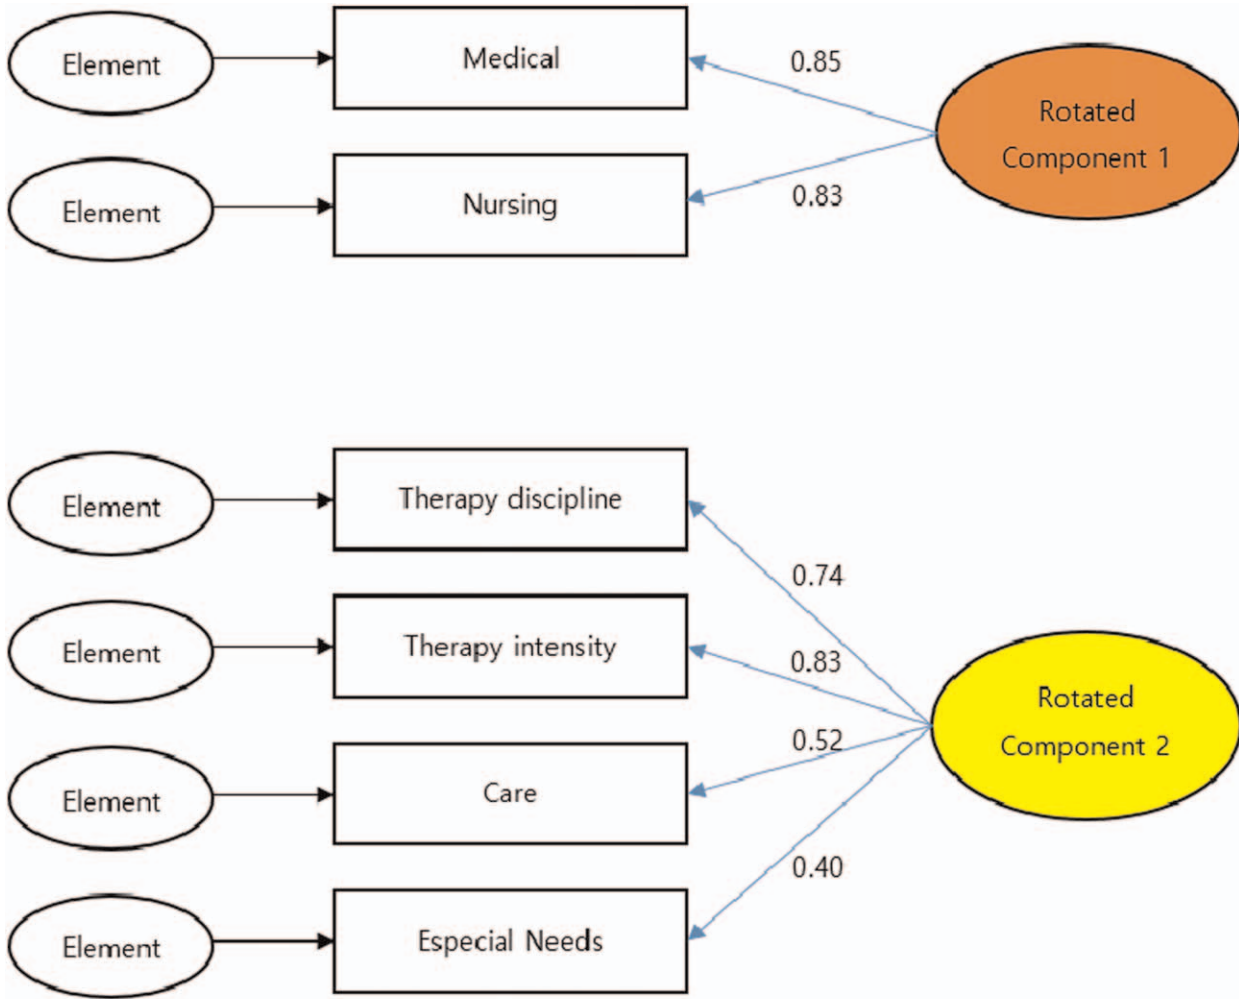 Element
Medical
0.85
Rotated
Component 1
Element
Nursing
0.83
Element
Therapy discipline
0.74
Element
Therapy intensity
0.83
Rotated
Component 2
0.52
Element
Care
0.40
Element
Especial Needs